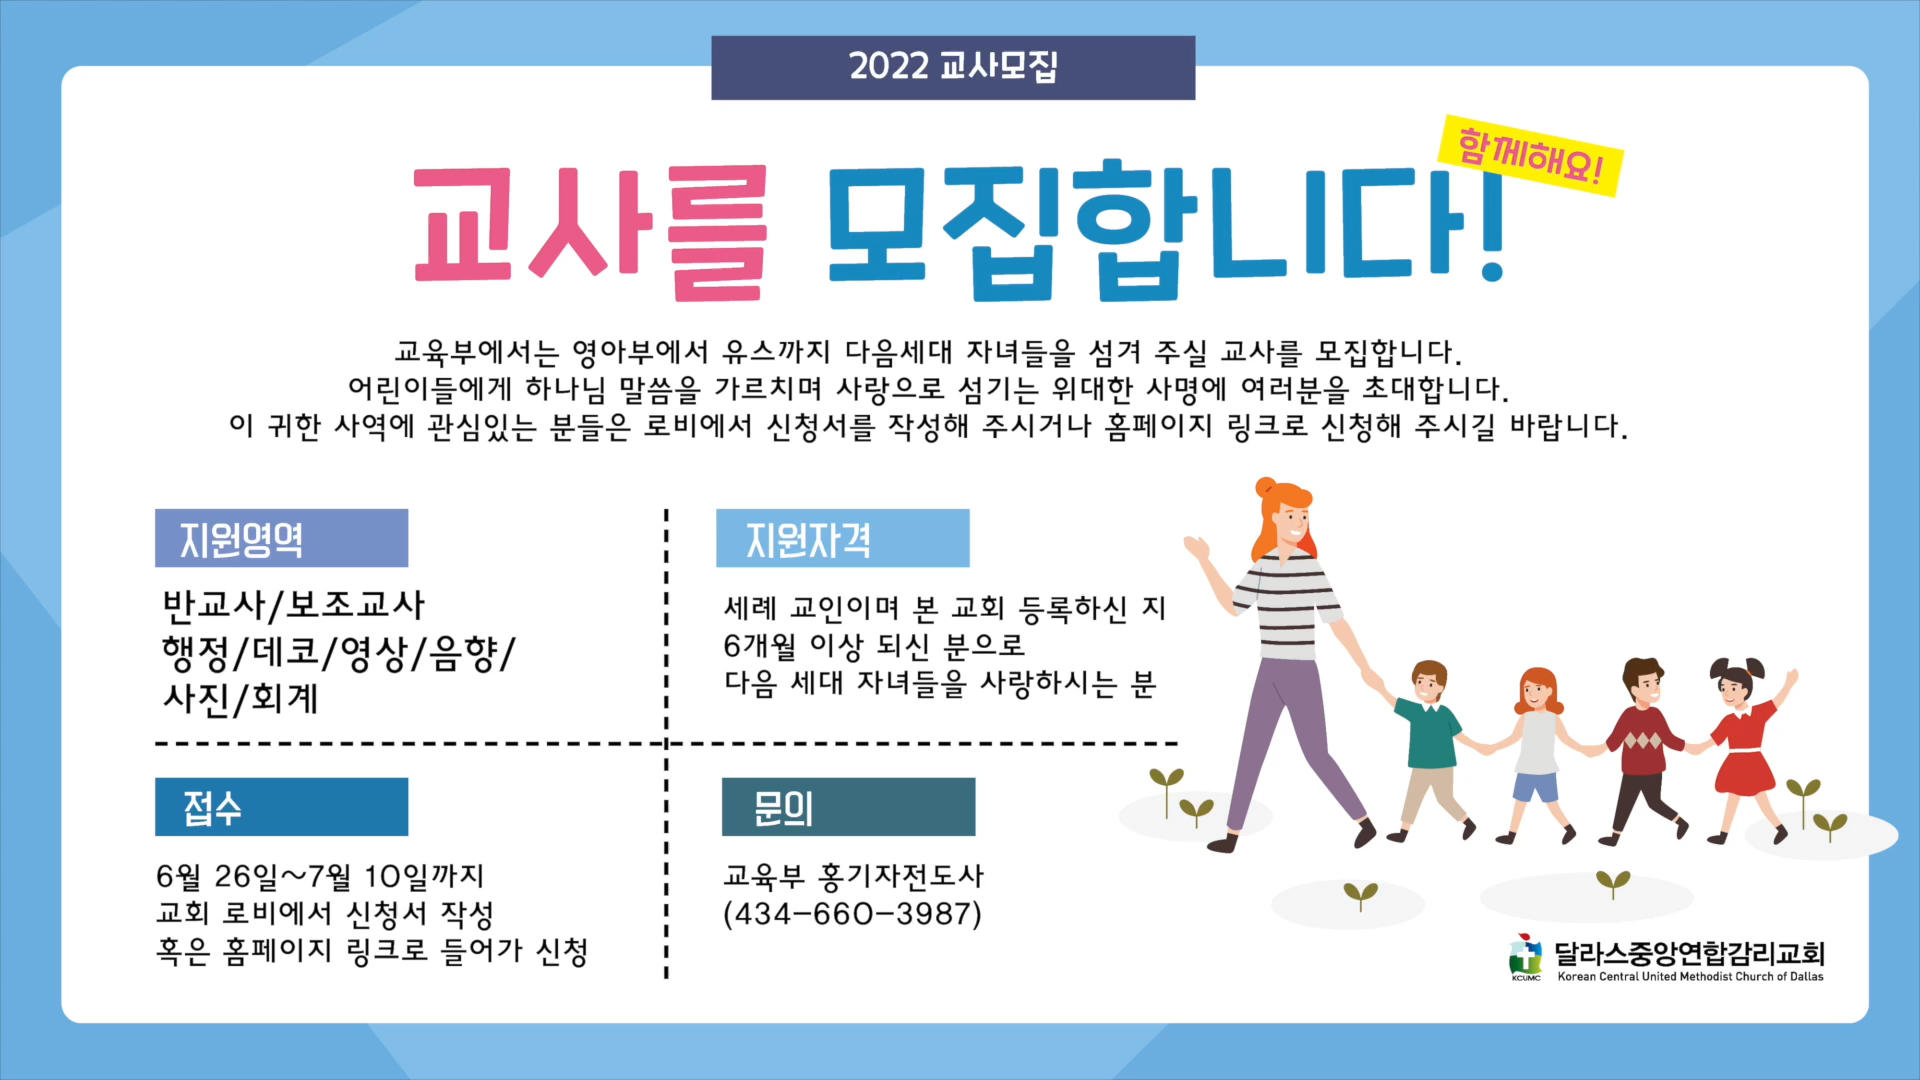 2022 교사모집
함께해요!
교사를 모집합니다!
교육부에서는 영아부에서 유스까지 다음세대 자녀들을 섬겨 주실 교사를 모집합니다.
어린이들에게 하나님 말씀을 가르치며 사랑으로 섬기는 위대한 사명에 여러분을 초대합니다.
이 귀한 사역에 관심있는 분들은 로비에서 신청서를 작성해 주시거나 홈페이지 링크로 신청해 주시길 바랍니다.
지원영역
반교사/보조교사
행정/데코/영상/음향/
사진/회계
지원자격
세례 교인이며 본 교회 등록하신 지
6개월 이상 되신 분으로
다음 세대 자녀들을 사랑하시는 분
접수
6월 26일~7월 10일까지
교회 로비에서 신청서 작성
혹은 홈페이지 링크로 들어가 신청
문의
교육부 홍기자전도사
(434-660-3987)
KCUMC
달라스중앙연합감리교회
Korean Central United Methodist Church of Dallas